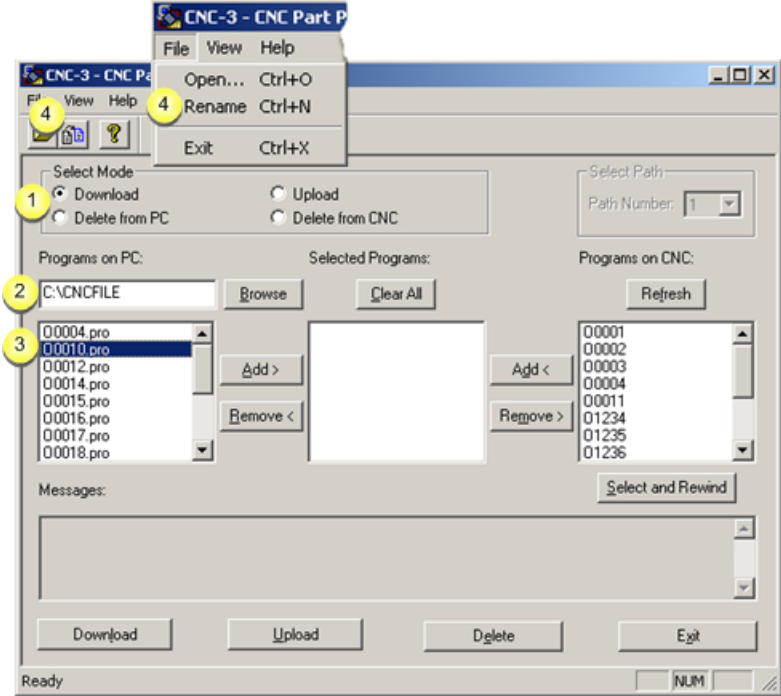 CNC-3 - CNC Part P
File View Help
Open... Ctrl+O
4 Rename Ctrl+N
Exit Ctrl+X
CNC-3 - CNC Pa
View Help
4
Select Mode
1 Download
Upload
Delete from PC
Delete from CNC
Select Path
Path Number: 1
Programs on PC:
Selected Programs:
Programs on CNC:
2 C:\CNCFILE
Browse
Clear All
Refresh
3
O0004.pro
O0010.pro
O0012.pro
O0014.pro
O0015.pro
O0016.pro
O0017.pro
O0018.pro
Add >
Remove <
Add <
Remove >
O0001
O0002
O0003
O0004
O0011
O1234
O1235
O1236
Select and Rewind
Messages:
Download Upload Delete Exit
Ready NUM